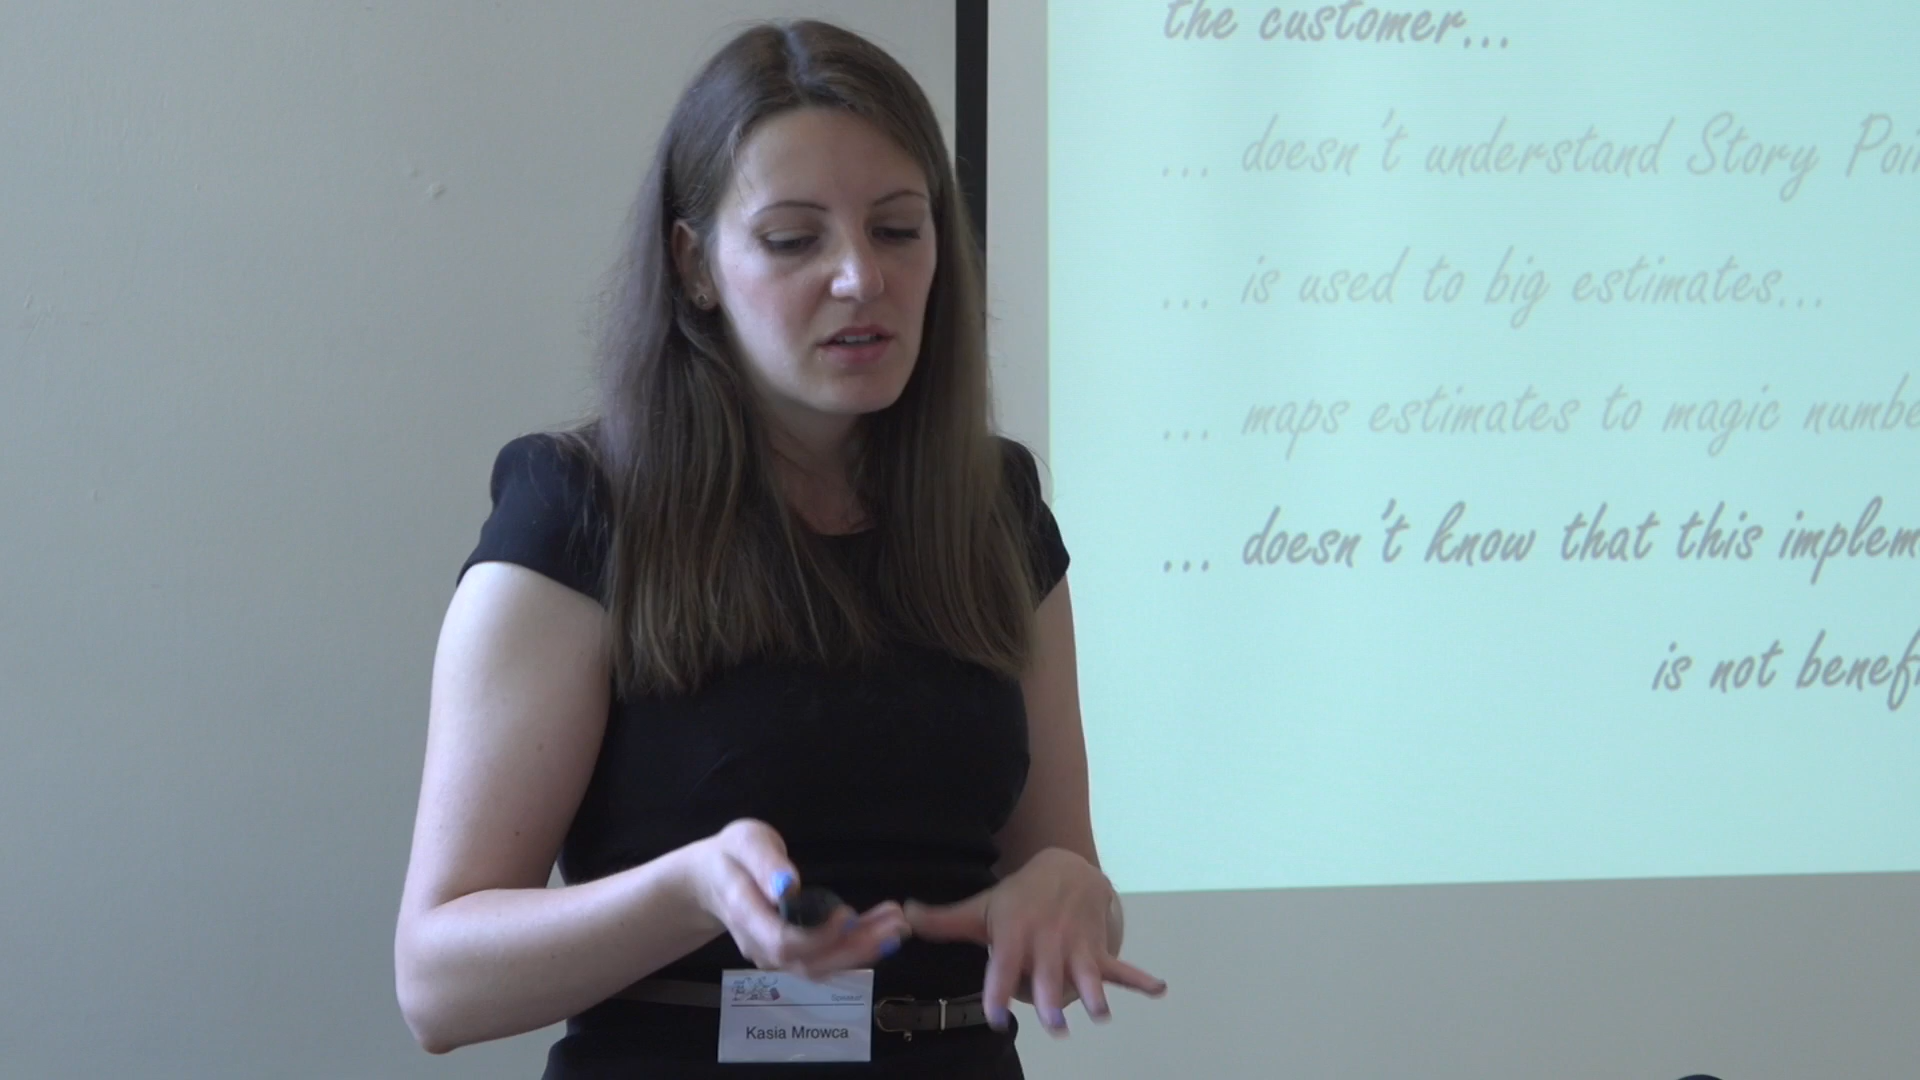 the customer...
... doesn't understand Story
... is used to big estimates...
... maps estimates to magic
... doesn't know that this
is not
Speaker
Kasia Mrowca